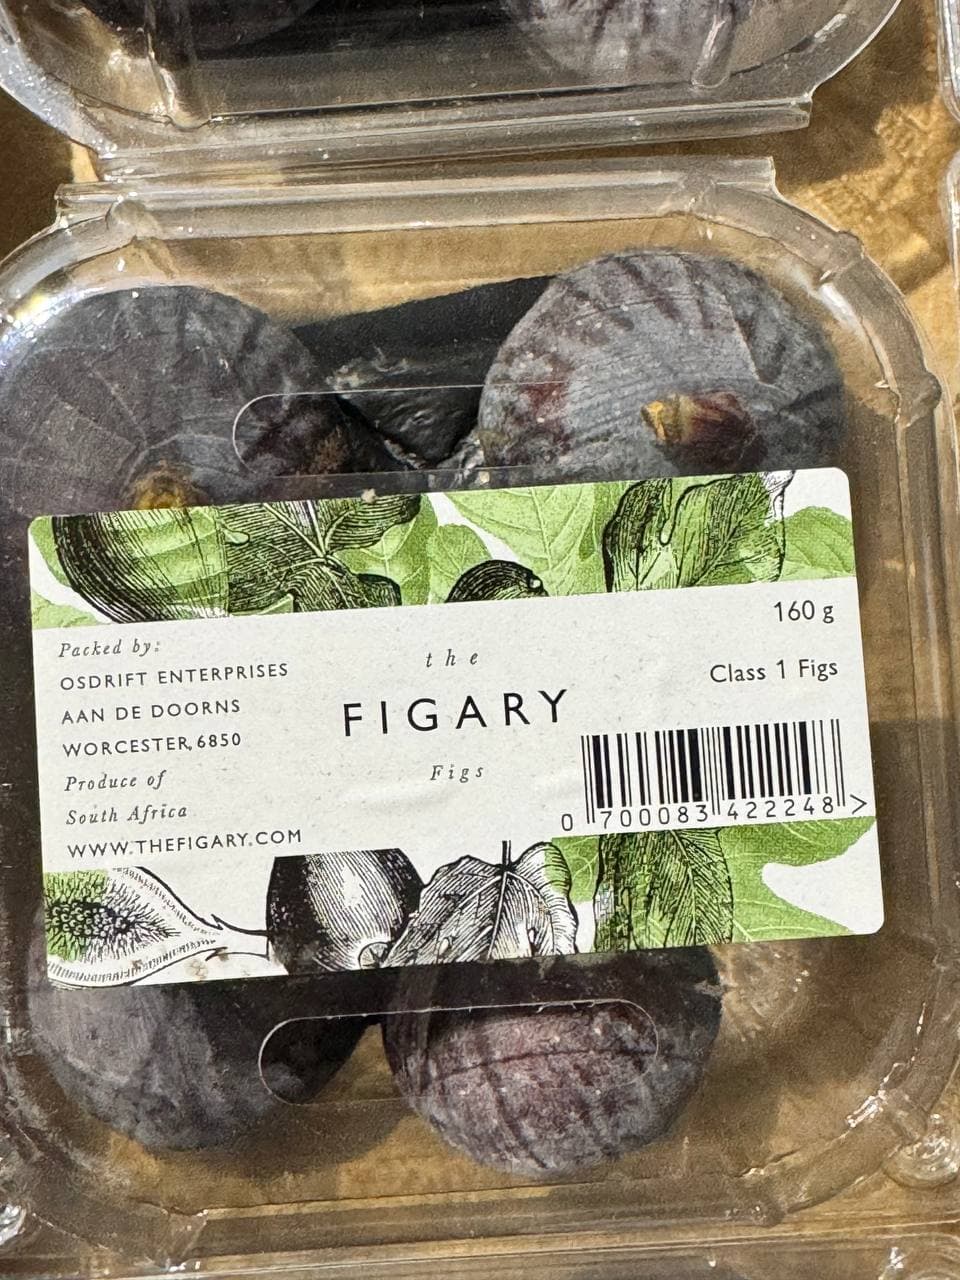 Packed by:
OSDRIFT ENTERPRISES
AAN DE DOORNS
WORCESTER, 6850
Produce of
South Africa
WWW.THEFIGARY.COM
the
FIGARY
Figs
160 g
Class 1 Figs
0 700083 422248 >